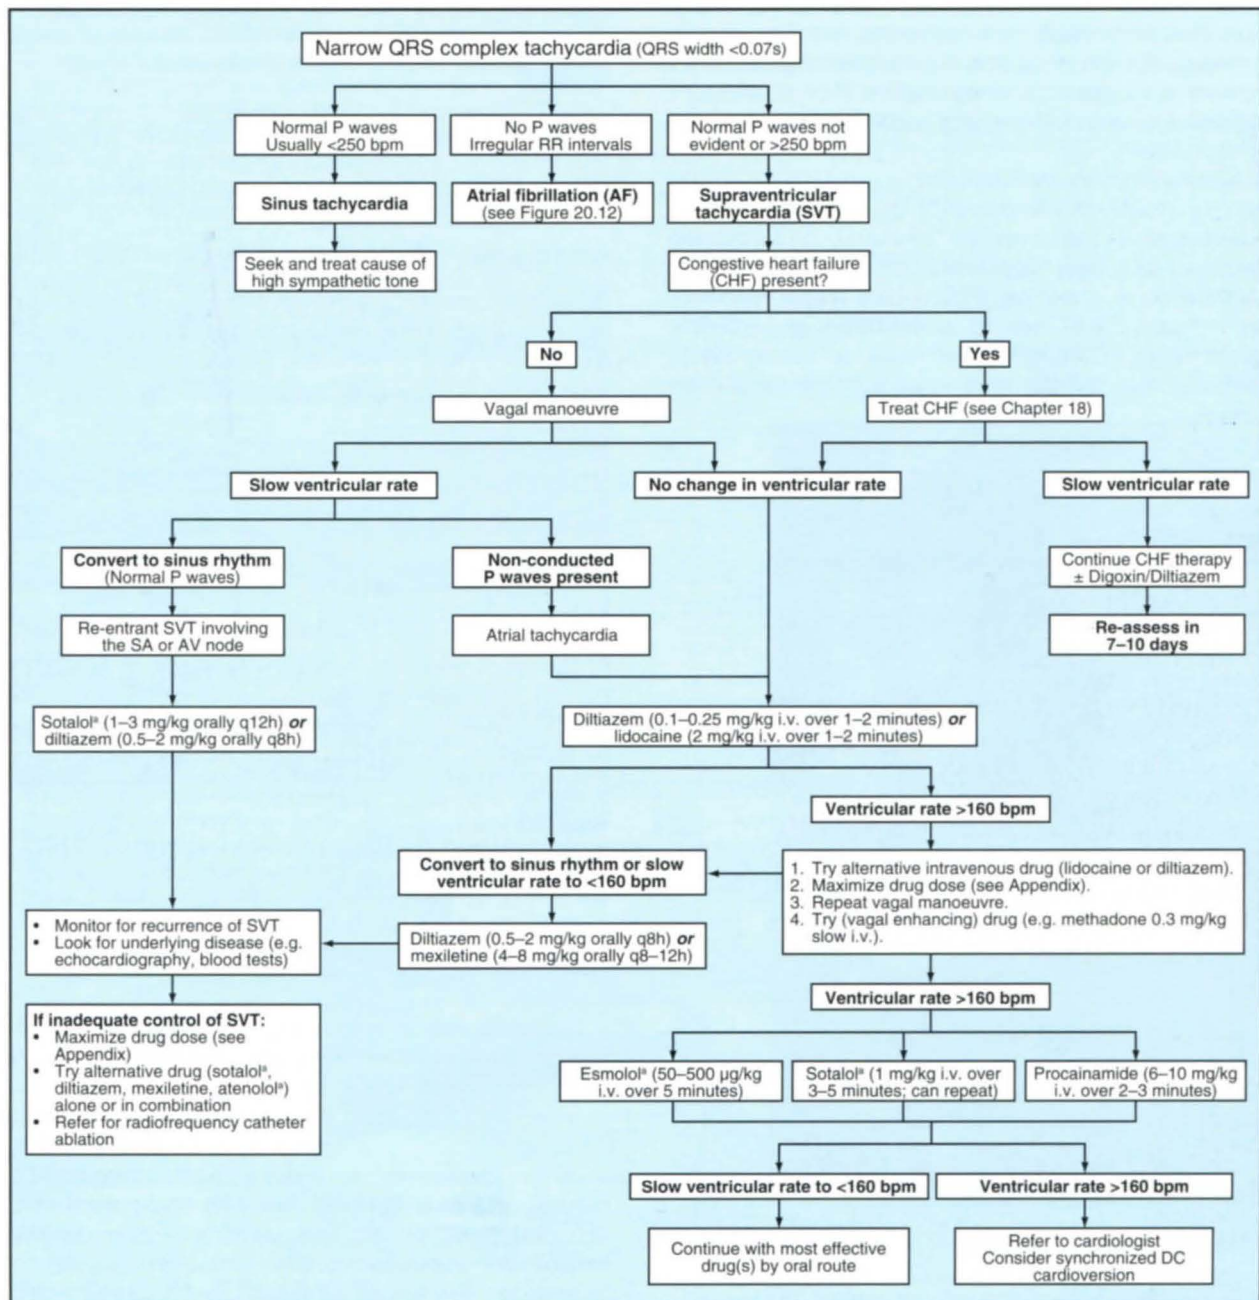 Narrow QRS complex tachycardia (QRS width <0.07s)
Normal P waves
Usually <250 bpm
No P waves
Irregular RR intervals
Normal P waves not
evident or >250 bpm
Sinus tachycardia
Atrial fibrillation (AF)
(see Figure 20.12)
Supraventricular
tachycardia (SVT)
Seek and treat cause of
high sympathetic tone
Congestive heart failure
(CHF) present?
No
Yes
Vagal manoeuvre
Treat CHF (see Chapter 18)
Slow ventricular rate
No change in ventricular rate
Slow ventricular rate
Convert to sinus rhythm
(Normal P waves)
Non-conducted
P waves present
Continue CHF therapy
± Digoxin/Diltiazem
Re-entrant SVT involving
the SA or AV node
Atrial tachycardia
Re-assess in
7–10 days
Sotalolª (1–3 mg/kg orally q12h) or
diltiazem (0.5–2 mg/kg orally q8h)
Diltiazem (0.1–0.25 mg/kg i.v. over 1–2 minutes) or
lidocaine (2 mg/kg i.v. over 1–2 minutes)
Ventricular rate >160 bpm
Convert to sinus rhythm or slow
ventricular rate to <160 bpm
1. Try alternative intravenous drug (lidocaine or diltiazem).
2. Maximize drug dose (see Appendix).
3. Repeat vagal manoeuvre.
4. Try (vagal enhancing) drug (e.g. methadone 0.3 mg/kg
slow i.v.).
• Monitor for recurrence of SVT
• Look for underlying disease (e.g.
echocardiography, blood tests)
Diltiazem (0.5–2 mg/kg orally q8h) or
mexiletine (4–8 mg/kg orally q8–12h)
Ventricular rate >160 bpm
If inadequate control of SVT:
• Maximize drug dose (see
Appendix)
• Try alternative drug (sotalolª,
diltiazem, mexiletine, atenololª)
alone or in combination
• Refer for radiofrequency catheter
ablation
Esmololª (50–500 µg/kg
i.v. over 5 minutes)
Sotalolª (1 mg/kg i.v. over
3–5 minutes; can repeat)
Procainamide (6–10 mg/kg
i.v. over 2–3 minutes)
Slow ventricular rate to <160 bpm
Ventricular rate >160 bpm
Continue with most effective
drug(s) by oral route
Refer to cardiologist
Consider synchronized DC
cardioversion